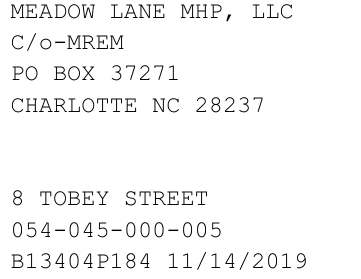 MEADOW LANE MHP, LLC
C/o-MREM
PO BOX 37271
CHARLOTTE NC 28237
8 TOBEY STREET
054-045-000-005
B13404P184 11/14/2019